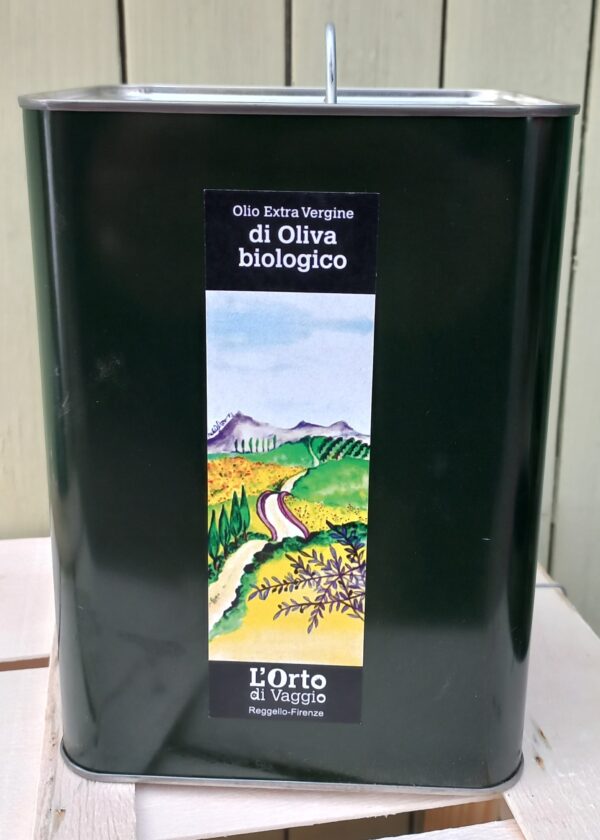 Olio Extra Vergine
di Oliva
biologico
L'Orto
di Vaggio
Reggello-Firenze